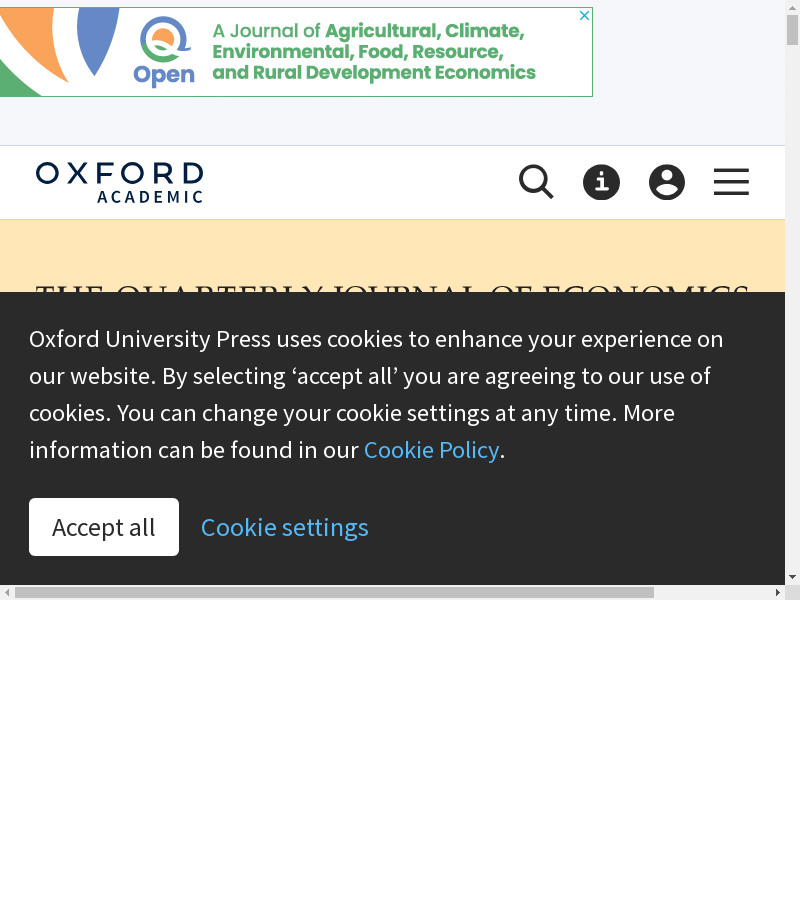 A Journal of Agricultural, Climate,
Environmental, Food, Resource,
and Rural Development Economics
Open
OXFORD
ACADEMIC
THE QUARTERLY JOURNAL OF ECONOMICS
Oxford University Press uses cookies to enhance your experience on
our website. By selecting ‘accept all’ you are agreeing to our use of
cookies. You can change your cookie settings at any time. More
information can be found in our Cookie Policy.
Accept all
Cookie settings